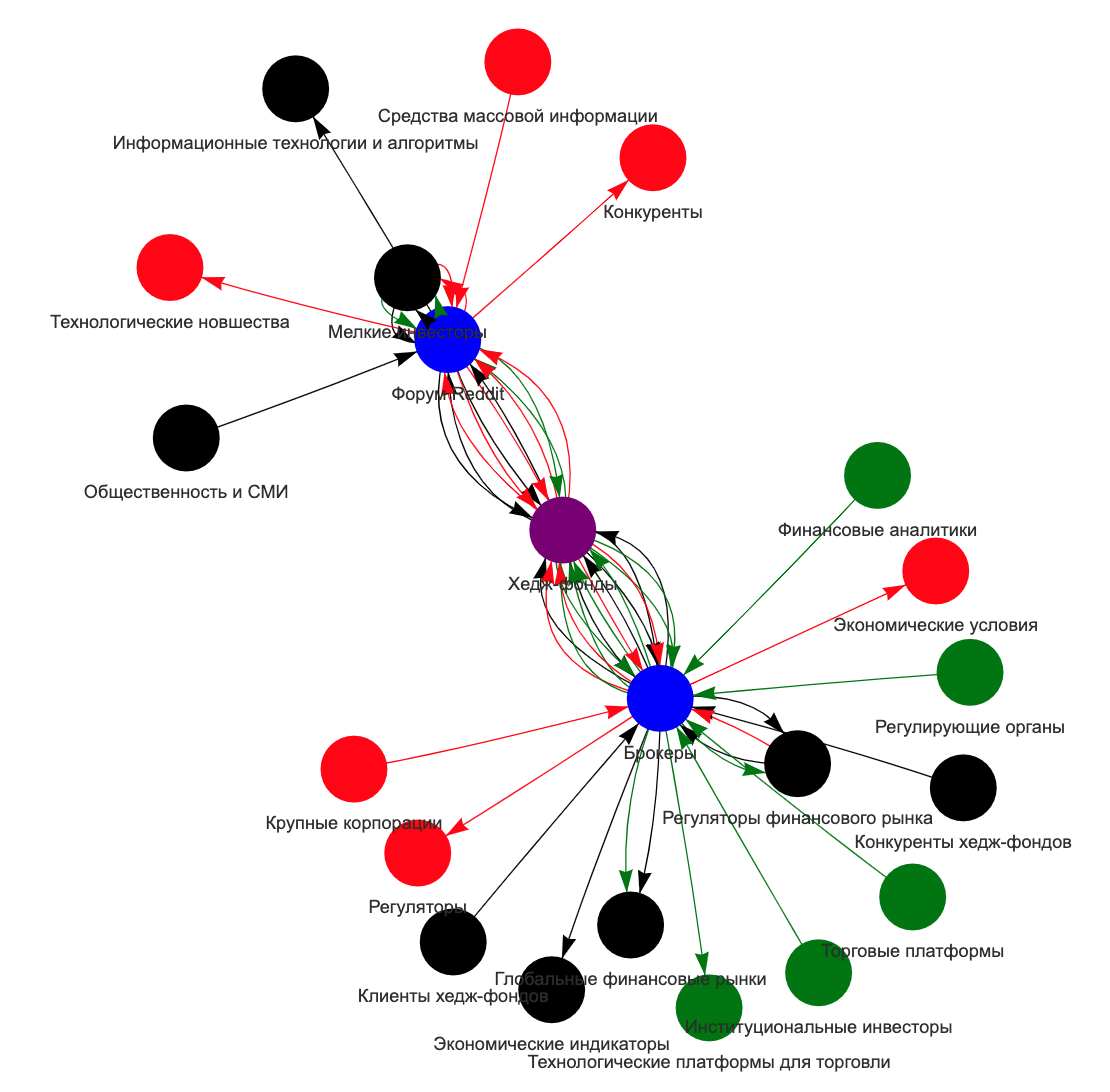 Средства массовой информации
Информационные технологии и алгоритмы
Конкуренты
Технологические новшества
Мелкие инвесторы
Форум Reddit
Общественность и СМИ
Финансовые аналитики
Хедж-фонды
Экономические условия
Регулирующие органы
Брокеры
Регуляторы финансового рынка
Крупные корпорации
Конкуренты хедж-фондов
Регуляторы
Торговые платформы
Глобальные финансовые рынки
Клиенты хедж-фондов
Институциональные инвесторы
Экономические индикаторы
Технологические платформы для торговли